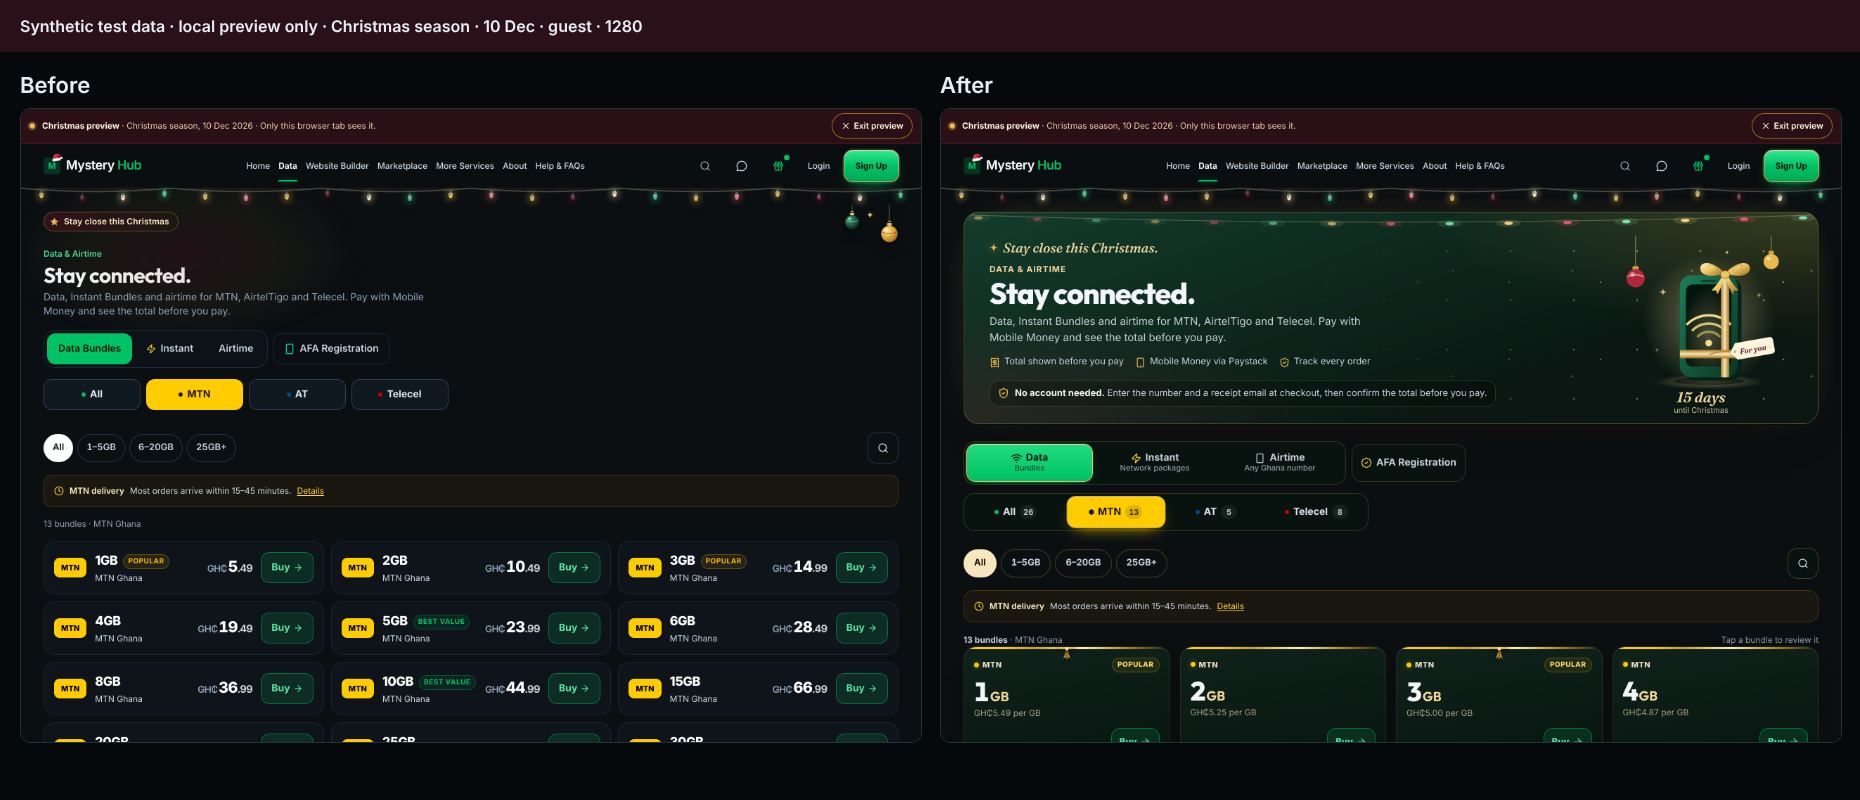 Synthetic test data · local preview only · Christmas season · 10 Dec · guest · 1280
Before
Christmas preview · Christmas season, 10 Dec 2026 · Only this browser tab sees it.
Exit preview
M Mystery Hub
Home Data Website Builder Marketplace More Services About Help & FAQs
Login Sign Up
Stay close this Christmas
Data & Airtime
Stay connected.
Data, Instant Bundles and airtime for MTN, AirtelTigo and Telecel. Pay with Mobile
Money and see the total before you pay.
Data Bundles Instant Airtime AFA Registration
All MTN AT Telecel
All 1–5GB 6–20GB 25GB+
MTN delivery Most orders arrive within 15–45 minutes. Details
13 bundles · MTN Ghana
MTN 1GB POPULAR MTN Ghana GH₵5.49 Buy →
MTN 2GB MTN Ghana GH₵10.49 Buy →
MTN 3GB POPULAR MTN Ghana GH₵14.99 Buy →
MTN 4GB MTN Ghana GH₵19.49 Buy →
MTN 5GB BEST VALUE MTN Ghana GH₵23.99 Buy →
MTN 6GB MTN Ghana GH₵28.49 Buy →
MTN 8GB MTN Ghana GH₵36.99 Buy →
MTN 10GB BEST VALUE MTN Ghana GH₵44.99 Buy →
MTN 15GB MTN Ghana GH₵66.99 Buy →
After
Christmas preview · Christmas season, 10 Dec 2026 · Only this browser tab sees it.
Exit preview
M Mystery Hub
Home Data Website Builder Marketplace More Services About Help & FAQs
Login Sign Up
Stay close this Christmas.
DATA & AIRTIME
Stay connected.
Data, Instant Bundles and airtime for MTN, AirtelTigo and Telecel. Pay with
Mobile Money and see the total before you pay.
Total shown before you pay Mobile Money via Paystack Track every order
No account needed. Enter the number and a receipt email at checkout, then confirm the total before you pay.
For you
15 days
until Christmas
Data Bundles
Instant Network packages
Airtime Any Ghana number
AFA Registration
All 26 MTN 13 AT 5 Telecel 8
All 1–5GB 6–20GB 25GB+
MTN delivery Most orders arrive within 15–45 minutes. Details
13 bundles · MTN Ghana
Tap a bundle to review it
MTN POPULAR 1GB GH₵5.49 per GB Buy →
MTN 2GB GH₵5.25 per GB Buy →
MTN POPULAR 3GB GH₵5.00 per GB Buy →
MTN 4GB GH₵4.87 per GB Buy →